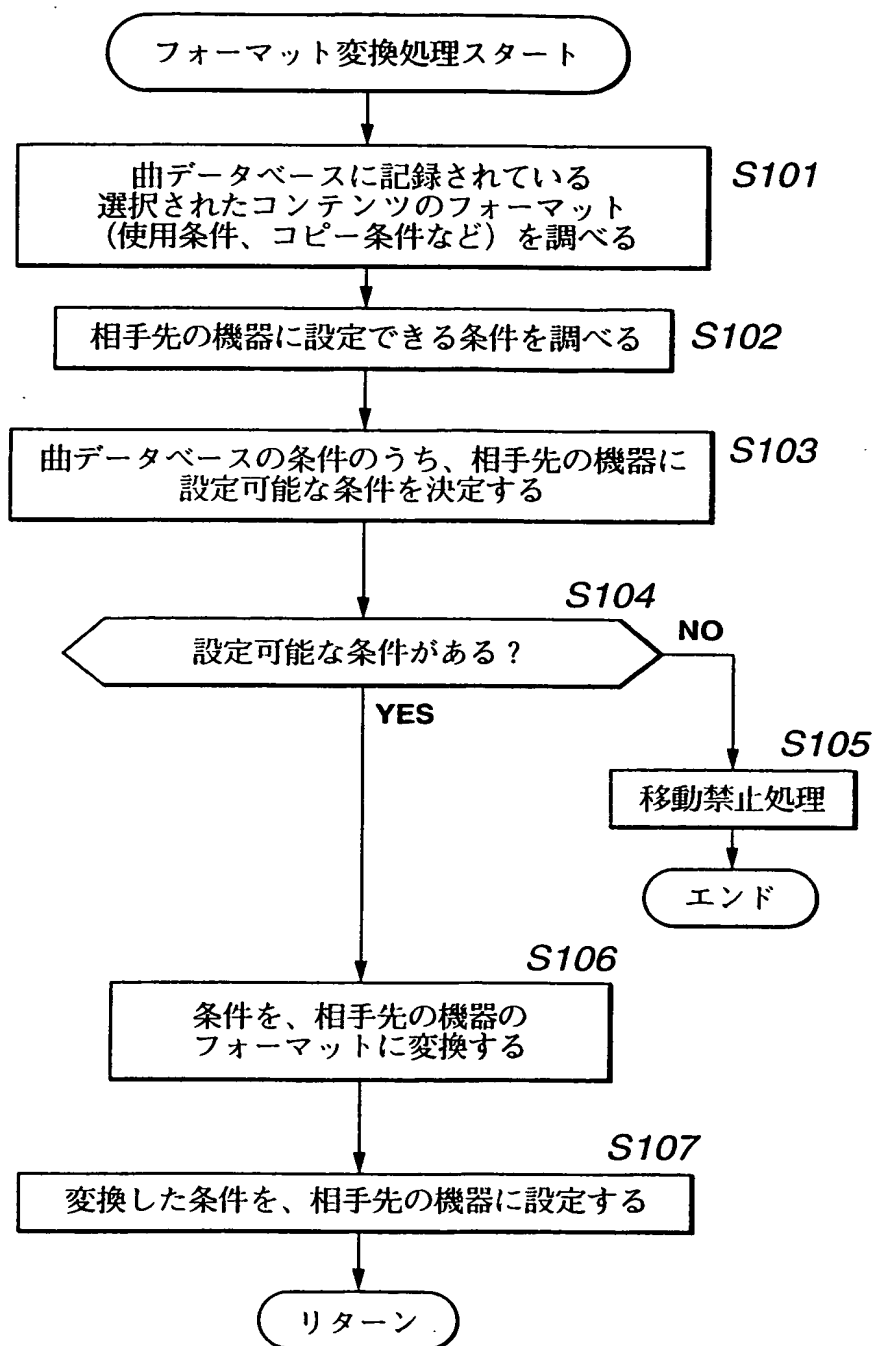 フォーマット変換処理スタート
曲データベースに記録されている
選択されたコンテンツのフォーマット
（使用条件、コピー条件など）を調べる
S101
相手先の機器に設定できる条件を調べる
S102
曲データベースの条件のうち、相手先の機器に
設定可能な条件を決定する
S103
S104
設定可能な条件がある？
NO
YES
S105
移動禁止処理
エンド
S106
条件を、相手先の機器の
フォーマットに変換する
S107
変換した条件を、相手先の機器に設定する
リターン